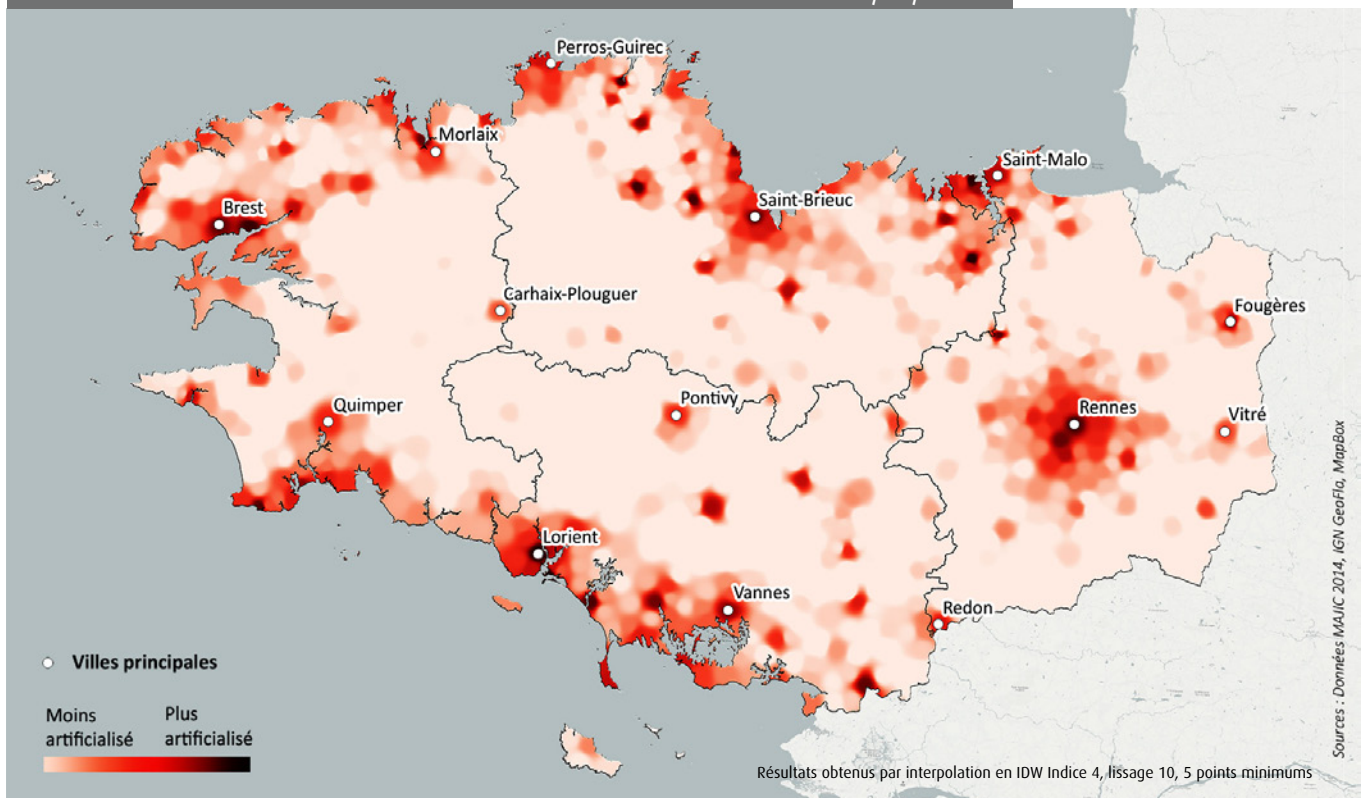 Perros-Guirec
Morlaix
Saint-Malo
Brest
Saint-Brieuc
Carhaix-Plouguer
Fougères
Quimper
Pontivy
Rennes
Vitré
Lorient
Vannes
Redon
Villes principales
Moins artificialisé
Plus artificialisé
Sources : Données MAJIC 2014, IGN GeoFla, MapBox
Résultats obtenus par interpolation en IDW Indice 4, lissage 10, 5 points minimums